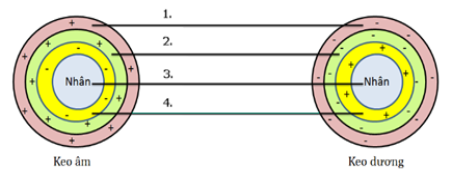 1.
2.
3.
4.
Nhân
Nhân
Keo âm
Keo dương